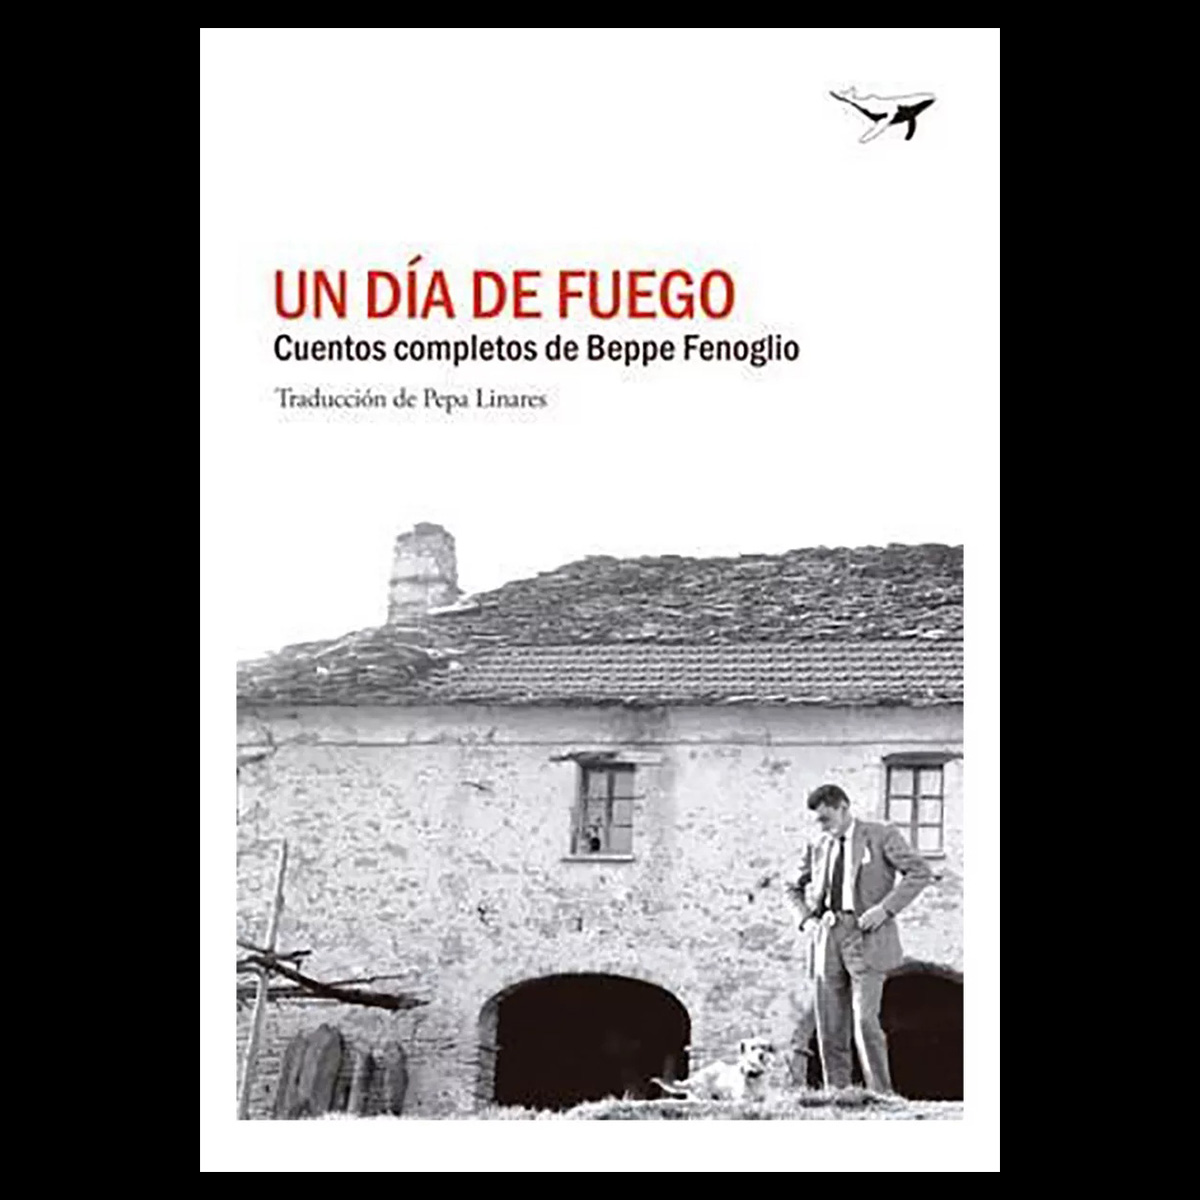 UN DÍA DE FUEGO
Cuentos completos de Beppe Fenoglio
Traducción de Pepa Linares